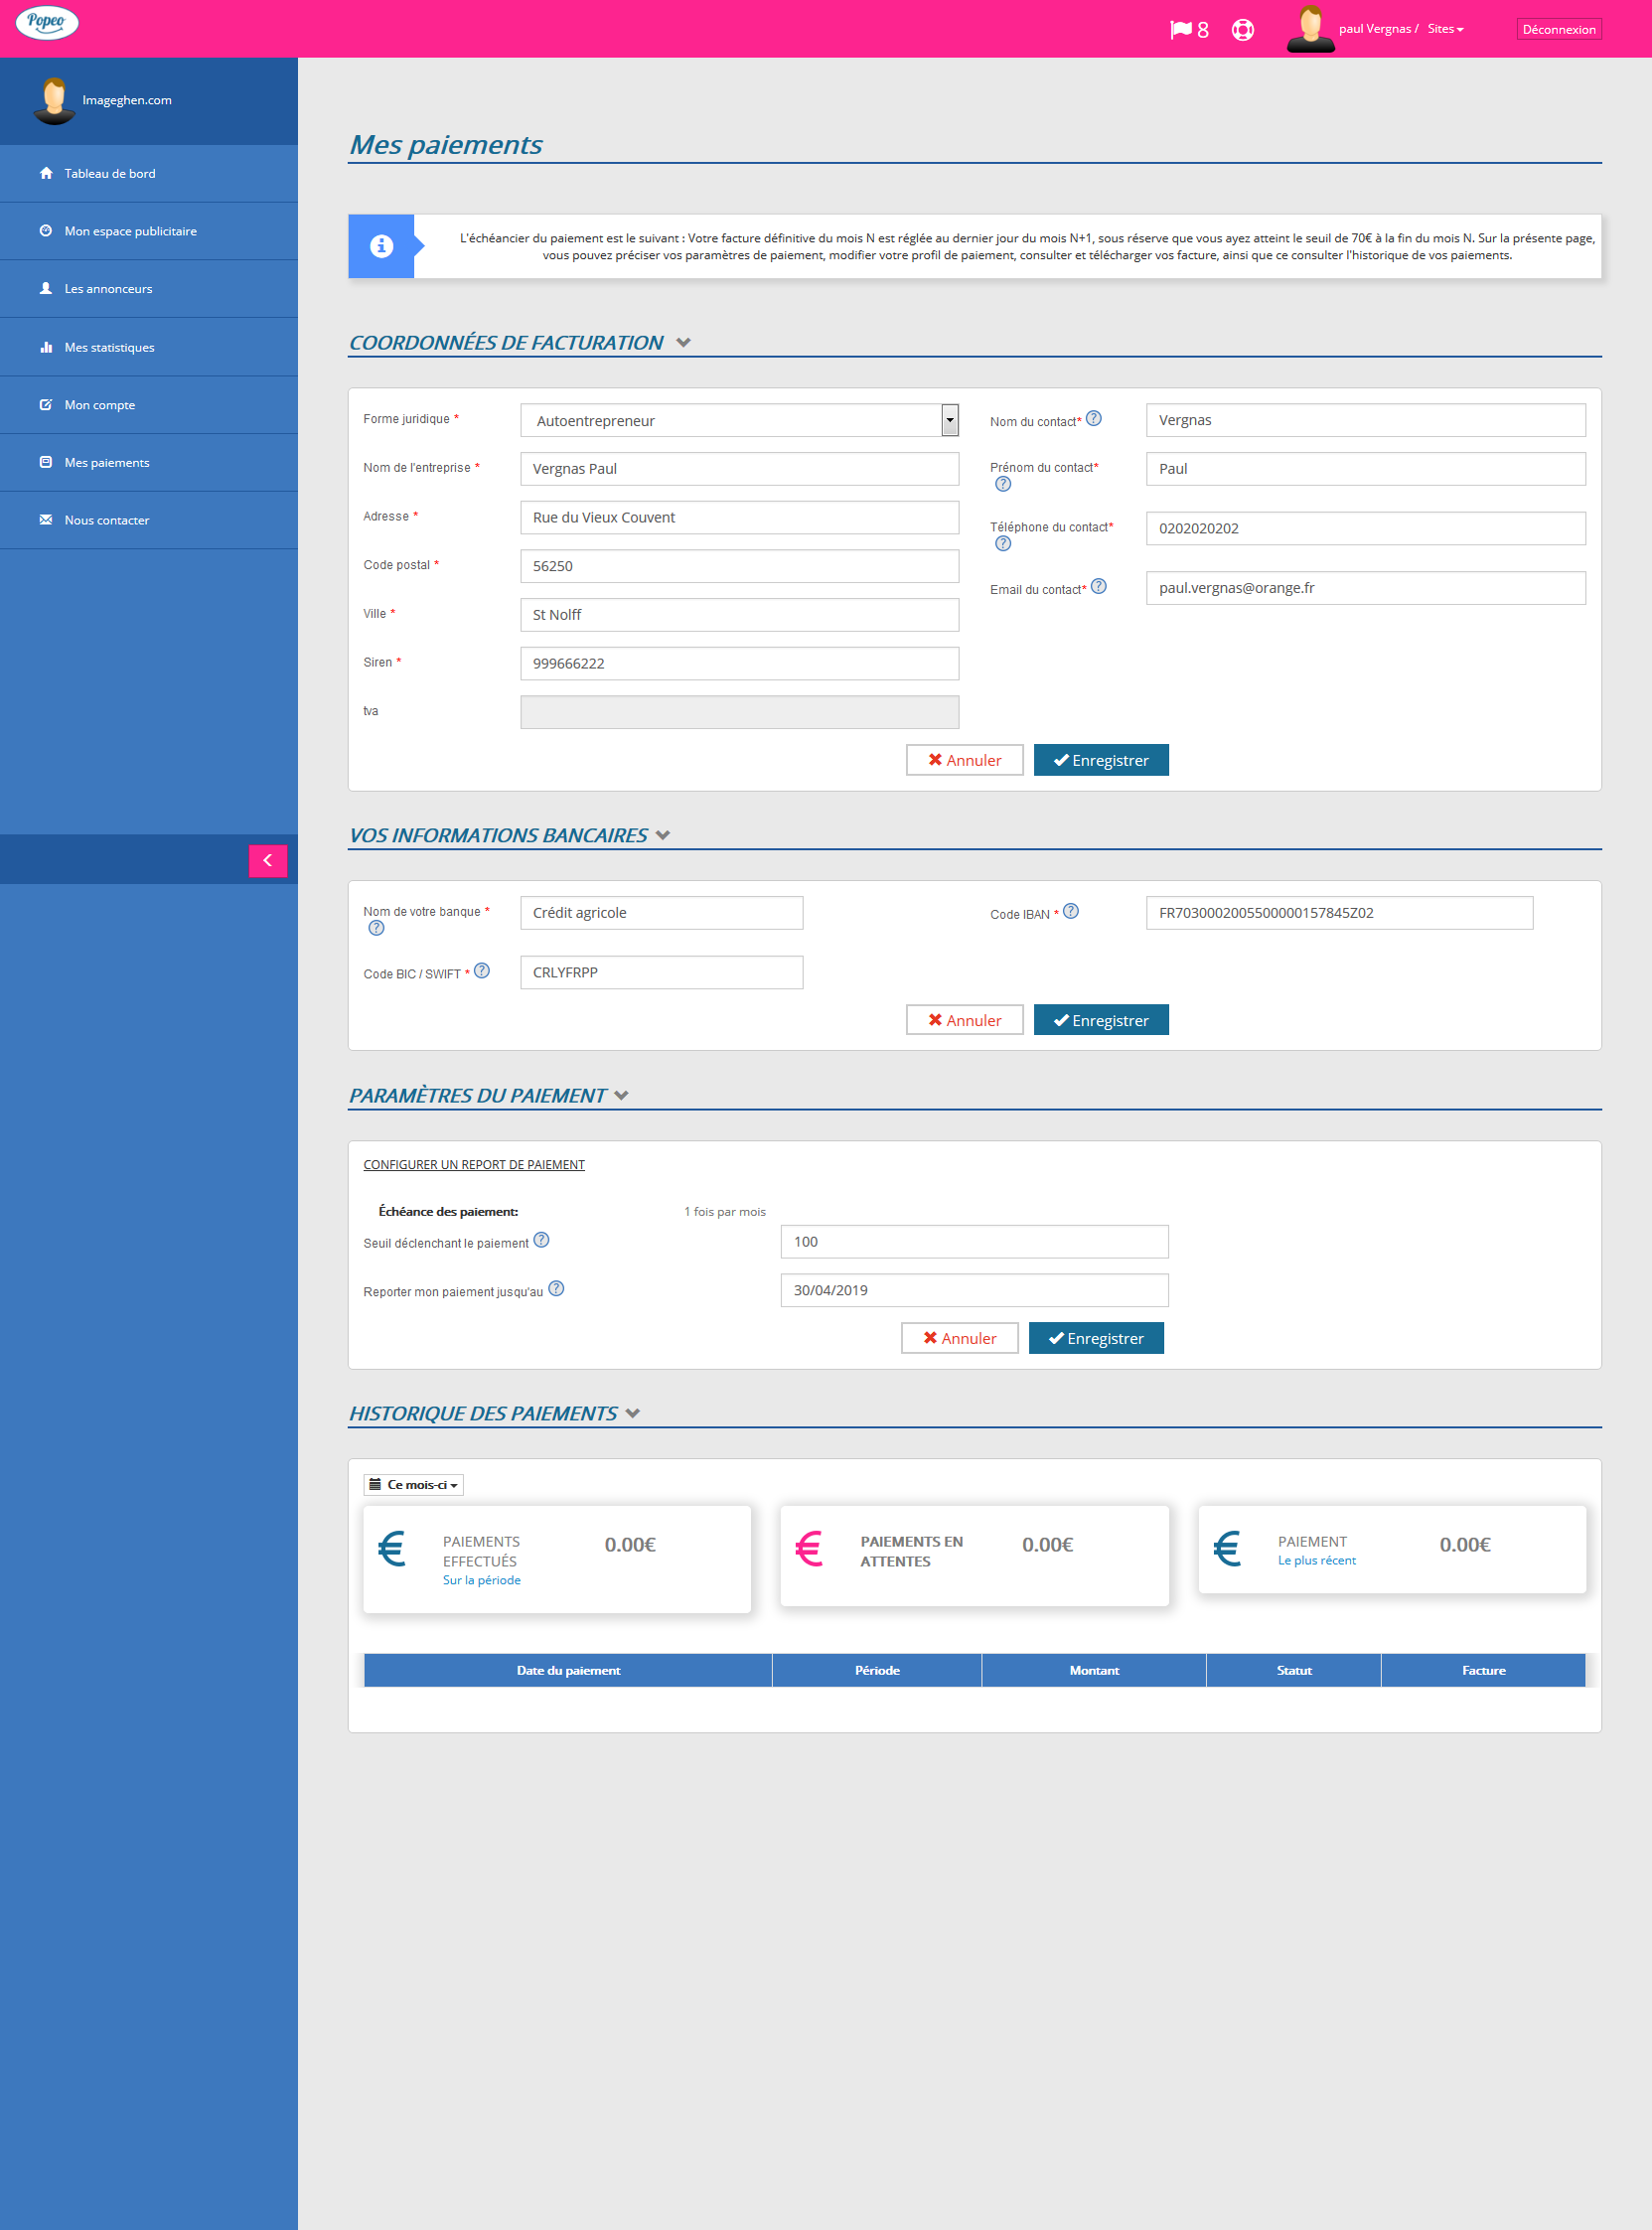 Popeo
8
paul Vergnas / Sites
Déconnexion
Imageghen.com
Tableau de bord
Mon espace publicitaire
Les annonceurs
Mes statistiques
Mon compte
Mes paiements
Nous contacter
Mes paiements
L'échéancier du paiement est le suivant : Votre facture définitive du mois N est réglée au dernier jour du mois N+1, sous réserve que vous ayez atteint le seuil de 70€ à la fin du mois N. Sur la présente page,
vous pouvez préciser vos paramètres de paiement, modifier votre profil de paiement, consulter et télécharger vos facture, ainsi que ce consulter l'historique de vos paiements.
COORDONNÉES DE FACTURATION
Forme juridique * Autoentrepreneur
Nom de l'entreprise * Vergnas Paul
Adresse * Rue du Vieux Couvent
Code postal * 56250
Ville * St Nolff
Siren * 999666222
tva
Nom du contact* ? Vergnas
Prénom du contact* ? Paul
Téléphone du contact* ? 0202020202
Email du contact* ? paul.vergnas@orange.fr
Annuler Enregistrer
VOS INFORMATIONS BANCAIRES
Nom de votre banque * ? Crédit agricole
Code IBAN * ? FR7030002005500000157845Z02
Code BIC / SWIFT * ? CRLYFRPP
Annuler Enregistrer
PARAMÈTRES DU PAIEMENT
CONFIGURER UN REPORT DE PAIEMENT
Échéance des paiement: 1 fois par mois
Seuil déclenchant le paiement ? 100
Reporter mon paiement jusqu'au ? 30/04/2019
Annuler Enregistrer
HISTORIQUE DES PAIEMENTS
Ce mois-ci
€ PAIEMENTS EFFECTUÉS 0.00€
Sur la période
€ PAIEMENTS EN ATTENTES 0.00€
€ PAIEMENT 0.00€
Le plus récent
Date du paiement Période Montant Statut Facture